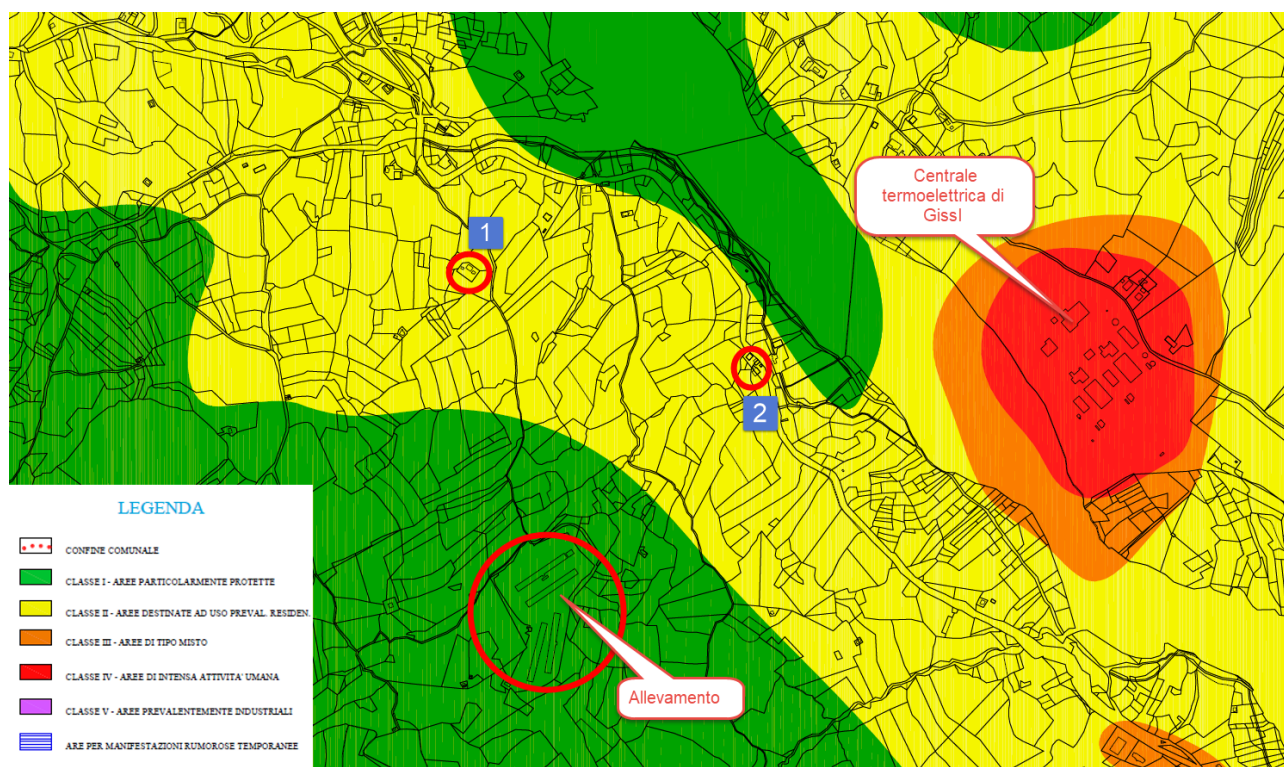 Centrale
termoelettrica di
GissI
1
2
Allevamento
LEGENDA
CONFINE COMUNALE
CLASSE I - AREE PARTICOLARMENTE PROTETTE
CLASSE II - AREE DESTINATE AD USO PREVAL. RESIDEN.
CLASSE III - AREE DI TIPO MISTO
CLASSE IV - AREE DI INTENSA ATTIVITA' UMANA
CLASSE V - AREE PREVALENTEMENTE INDUSTRIALI
ARE PER MANIFESTAZIONI RUMOROSE TEMPORANEE